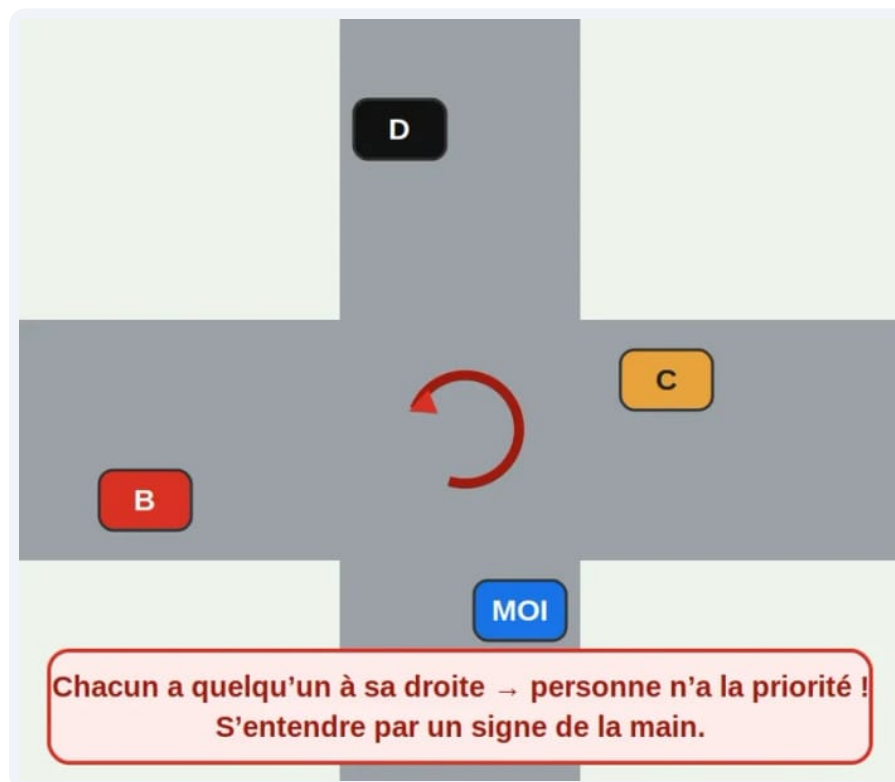 D
C
B
MOI
Chacun a quelqu’un à sa droite → personne n’a la priorité !
S’entendre par un signe de la main.